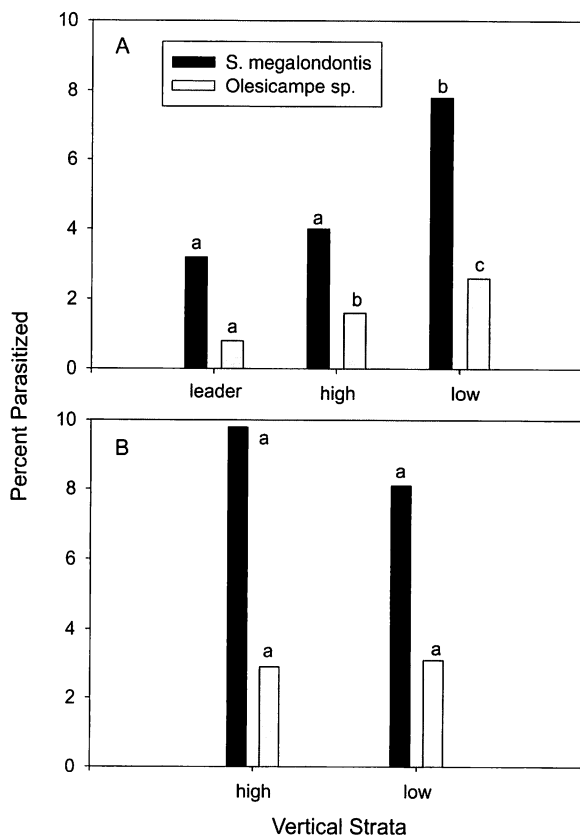 10
A
S. megalondontis
Olesicampe sp.
8
b
6
4
a
a
c
2
b
a
0
leader
high
low
Percent Parasitized
10
B
a
a
8
6
4
a
a
2
0
high
low
Vertical Strata